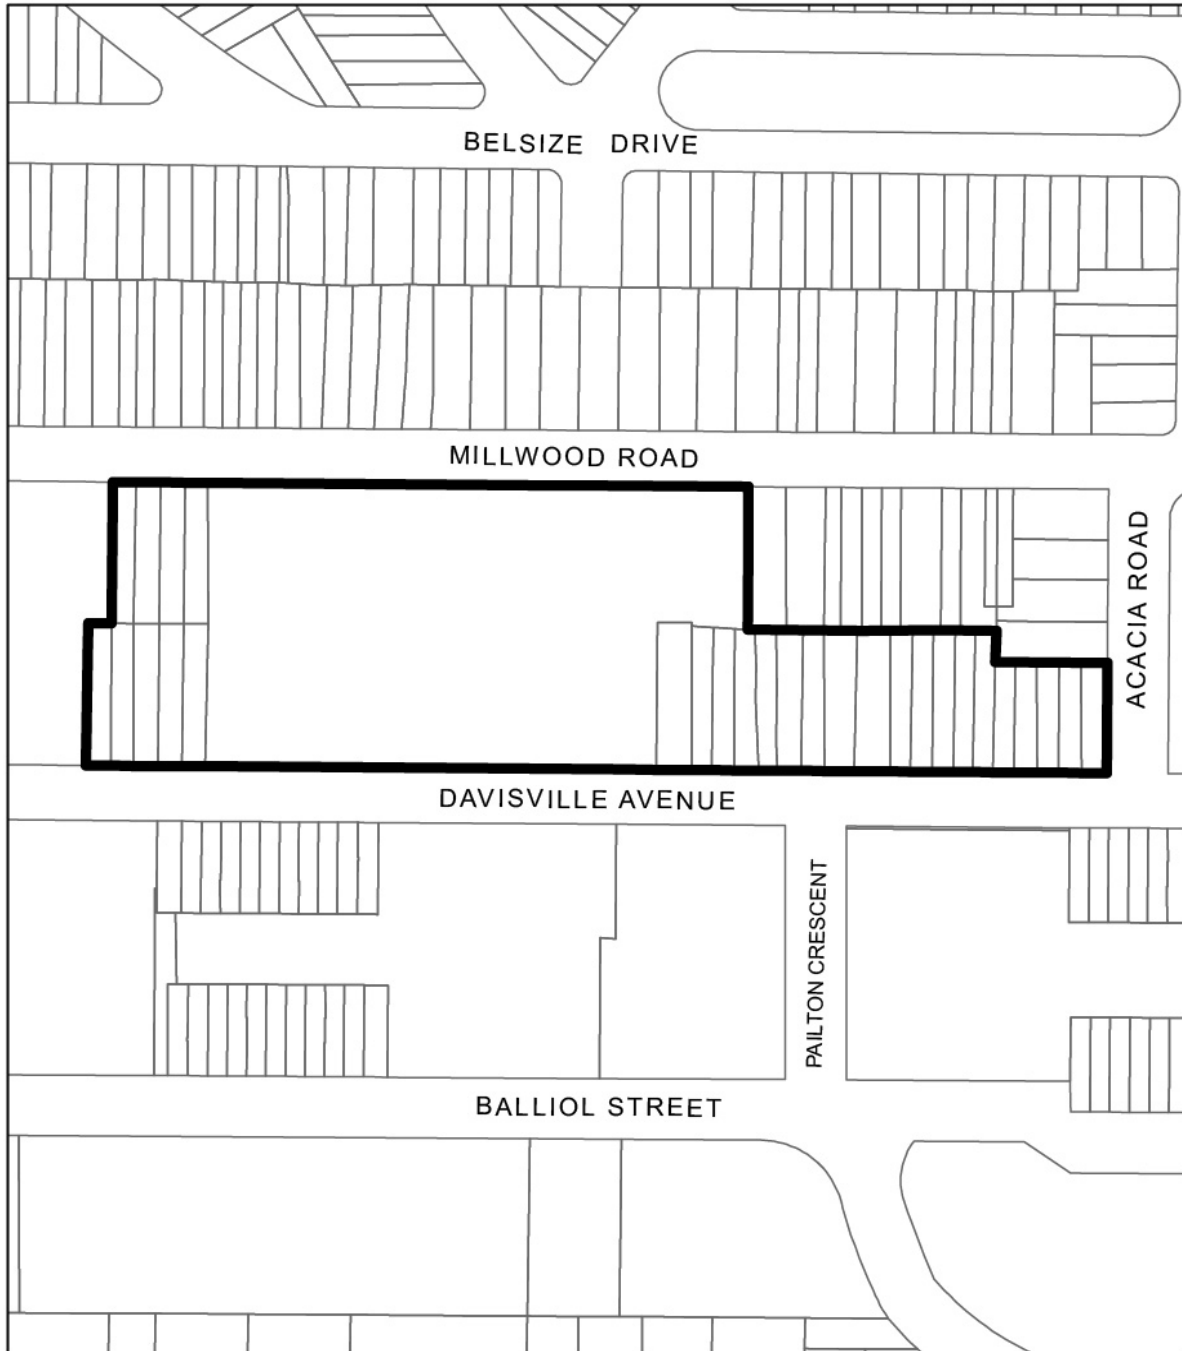 BELSIZE DRIVE
MILLWOOD ROAD
ACACIA ROAD
DAVISVILLE AVENUE
PAILTON CRESCENT
BALLIOL STREET